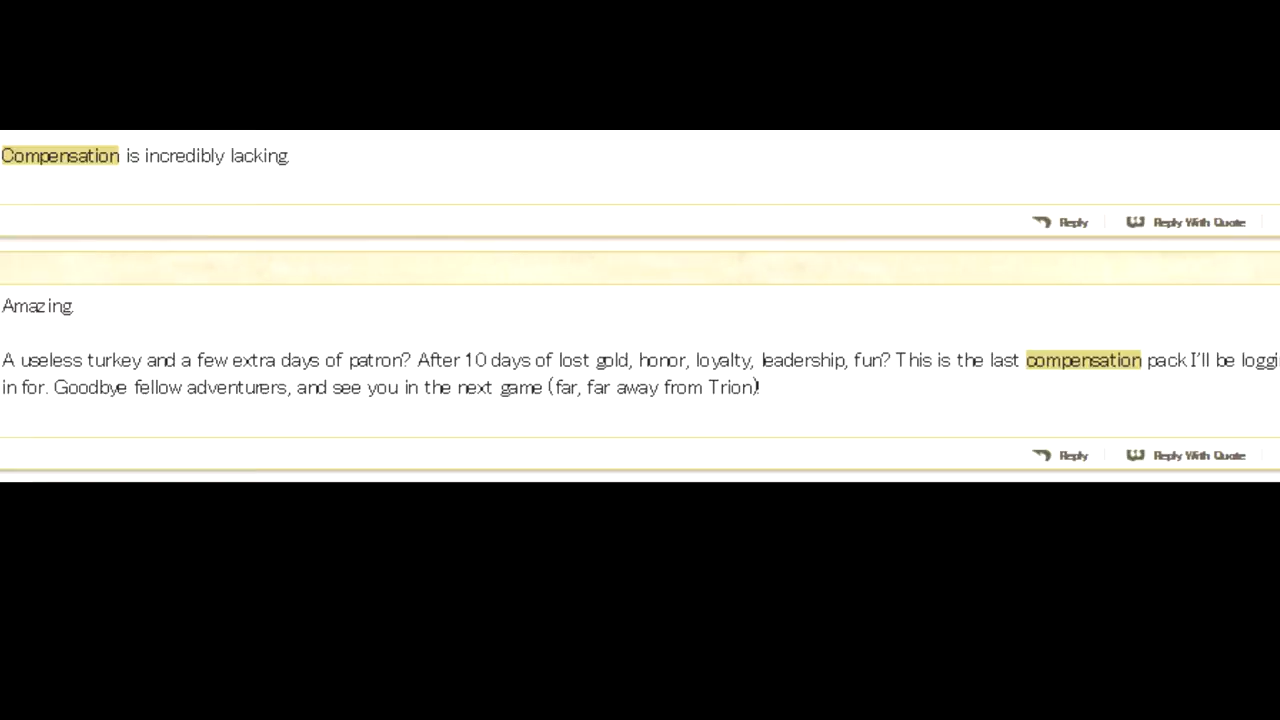 Compensation is incredibly lacking.
Reply Reply With Quote
Amazing.
A useless turkey and a few extra days of patron? After 10 days of lost gold, honor, loyalty, leadership, fun? This is the last compensation pack I'll be loggi
in for. Goodbye fellow adventurers, and see you in the next game (far, far away from Trion)!
Reply Reply With Quote